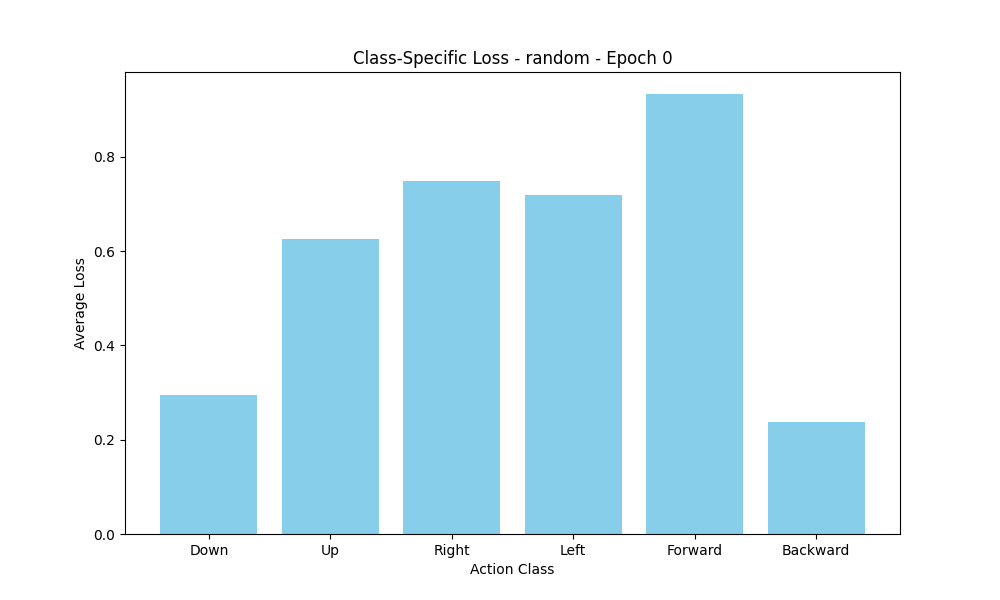 Class-Specific Loss - random - Epoch 0
Average Loss
0.8
0.6
0.4
0.2
0.0
Down Up Right Left Forward Backward
Action Class